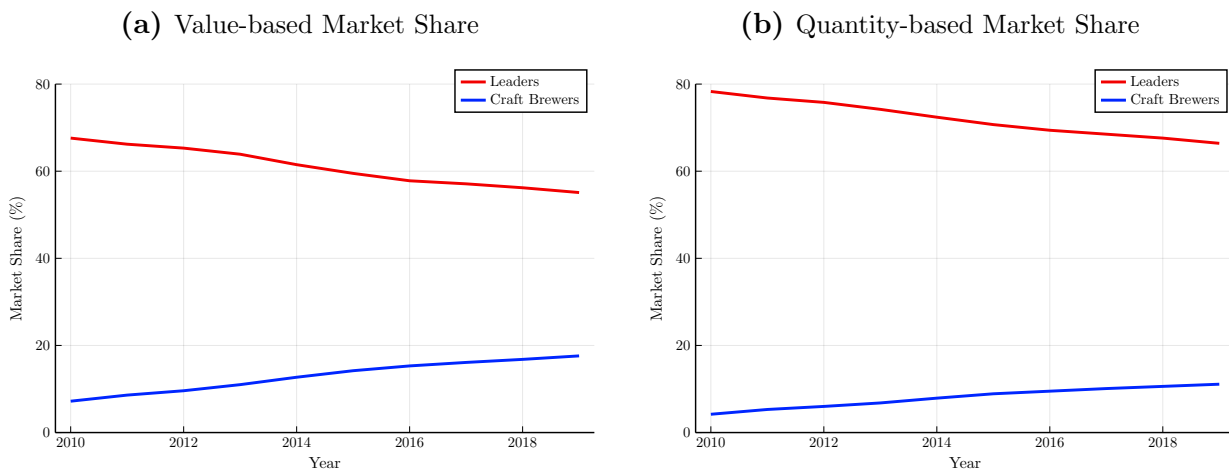 (a) Value-based Market Share
Leaders
Craft Brewers
80
60
40
20
0
Market Share (%)
2010 2012 2014 2016 2018
Year
(b) Quantity-based Market Share
Leaders
Craft Brewers
80
60
40
20
0
Market Share (%)
2010 2012 2014 2016 2018
Year